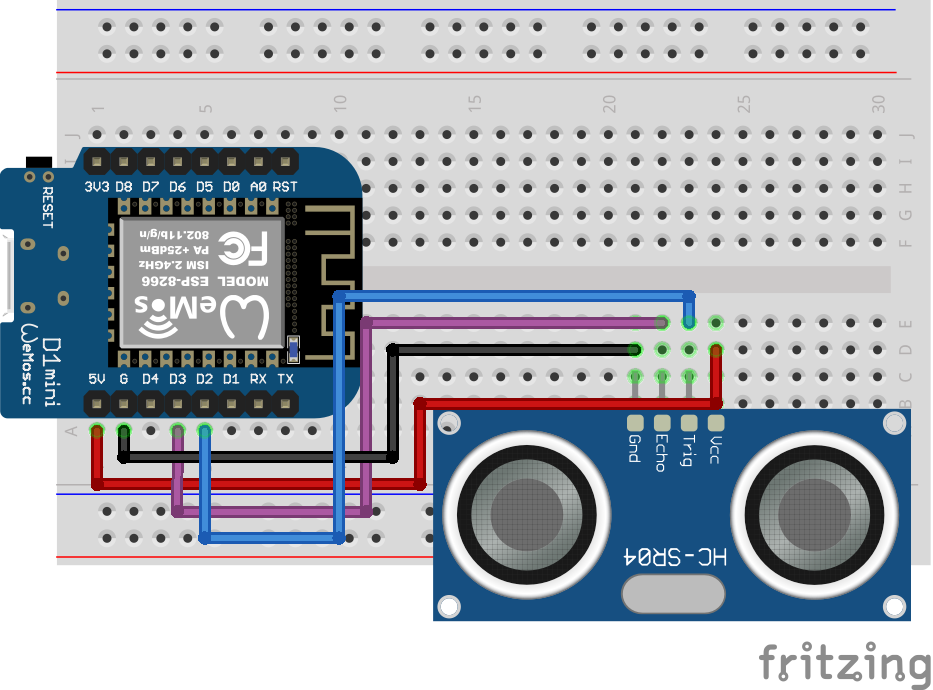 1 5 10 15 20 25 30
J J
I
I
H
G
F
RESET
3V3 D8 D7 D6 D5 D0 A0 RST
WeMos
MODEL ESP-8266
ISM 2.4GHz
PA +25dBm
802.11b/g/n
FC
D1 mini
WeMos.cc
5V G D4 D3 D2 D1 RX TX
E
D
C
B
A
Gnd Echo Trig Vcc
HC-SR04
fritzing